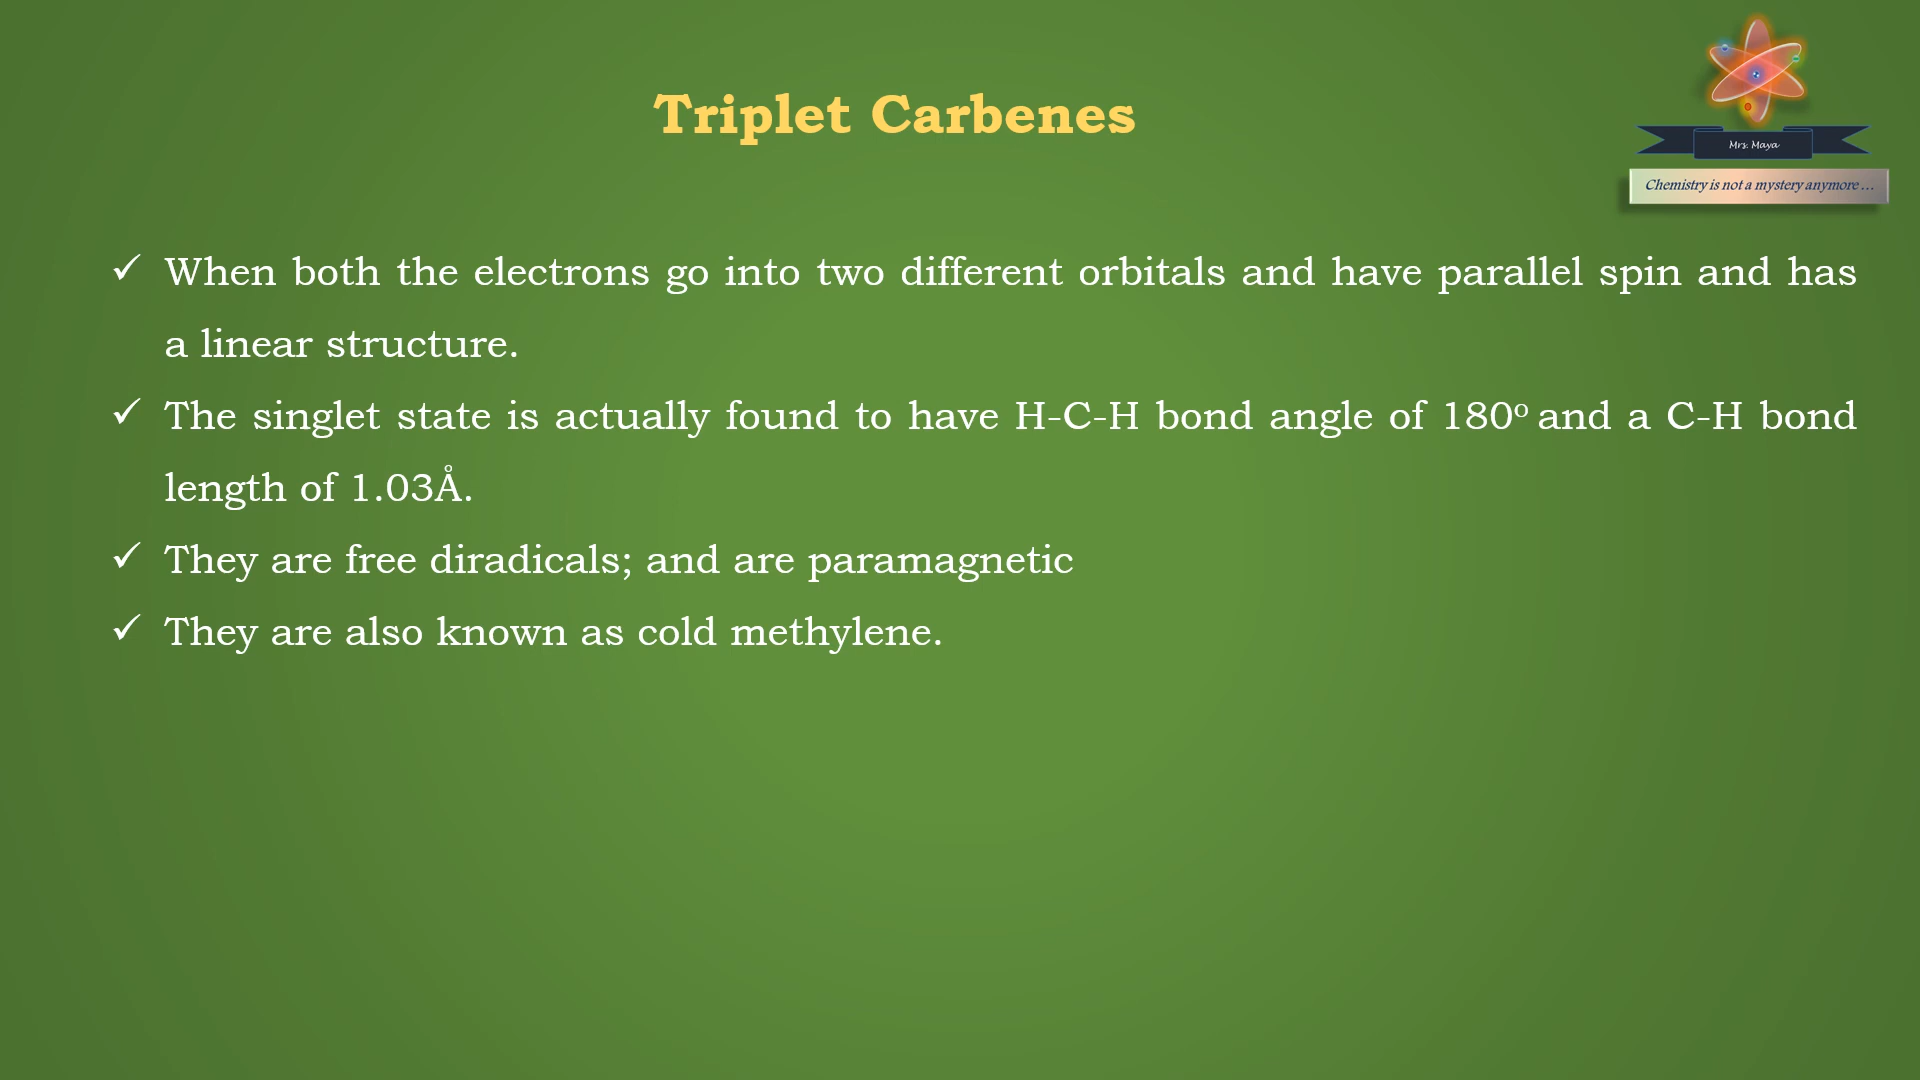 Triplet Carbenes
Mrs. Maya
Chemistry is not a mystery anymore ...
✓ When both the electrons go into two different orbitals and have parallel spin and has
a linear structure.
✓ The singlet state is actually found to have H-C-H bond angle of 180º and a C-H bond
length of 1.03Å.
✓ They are free diradicals; and are paramagnetic
✓ They are also known as cold methylene.